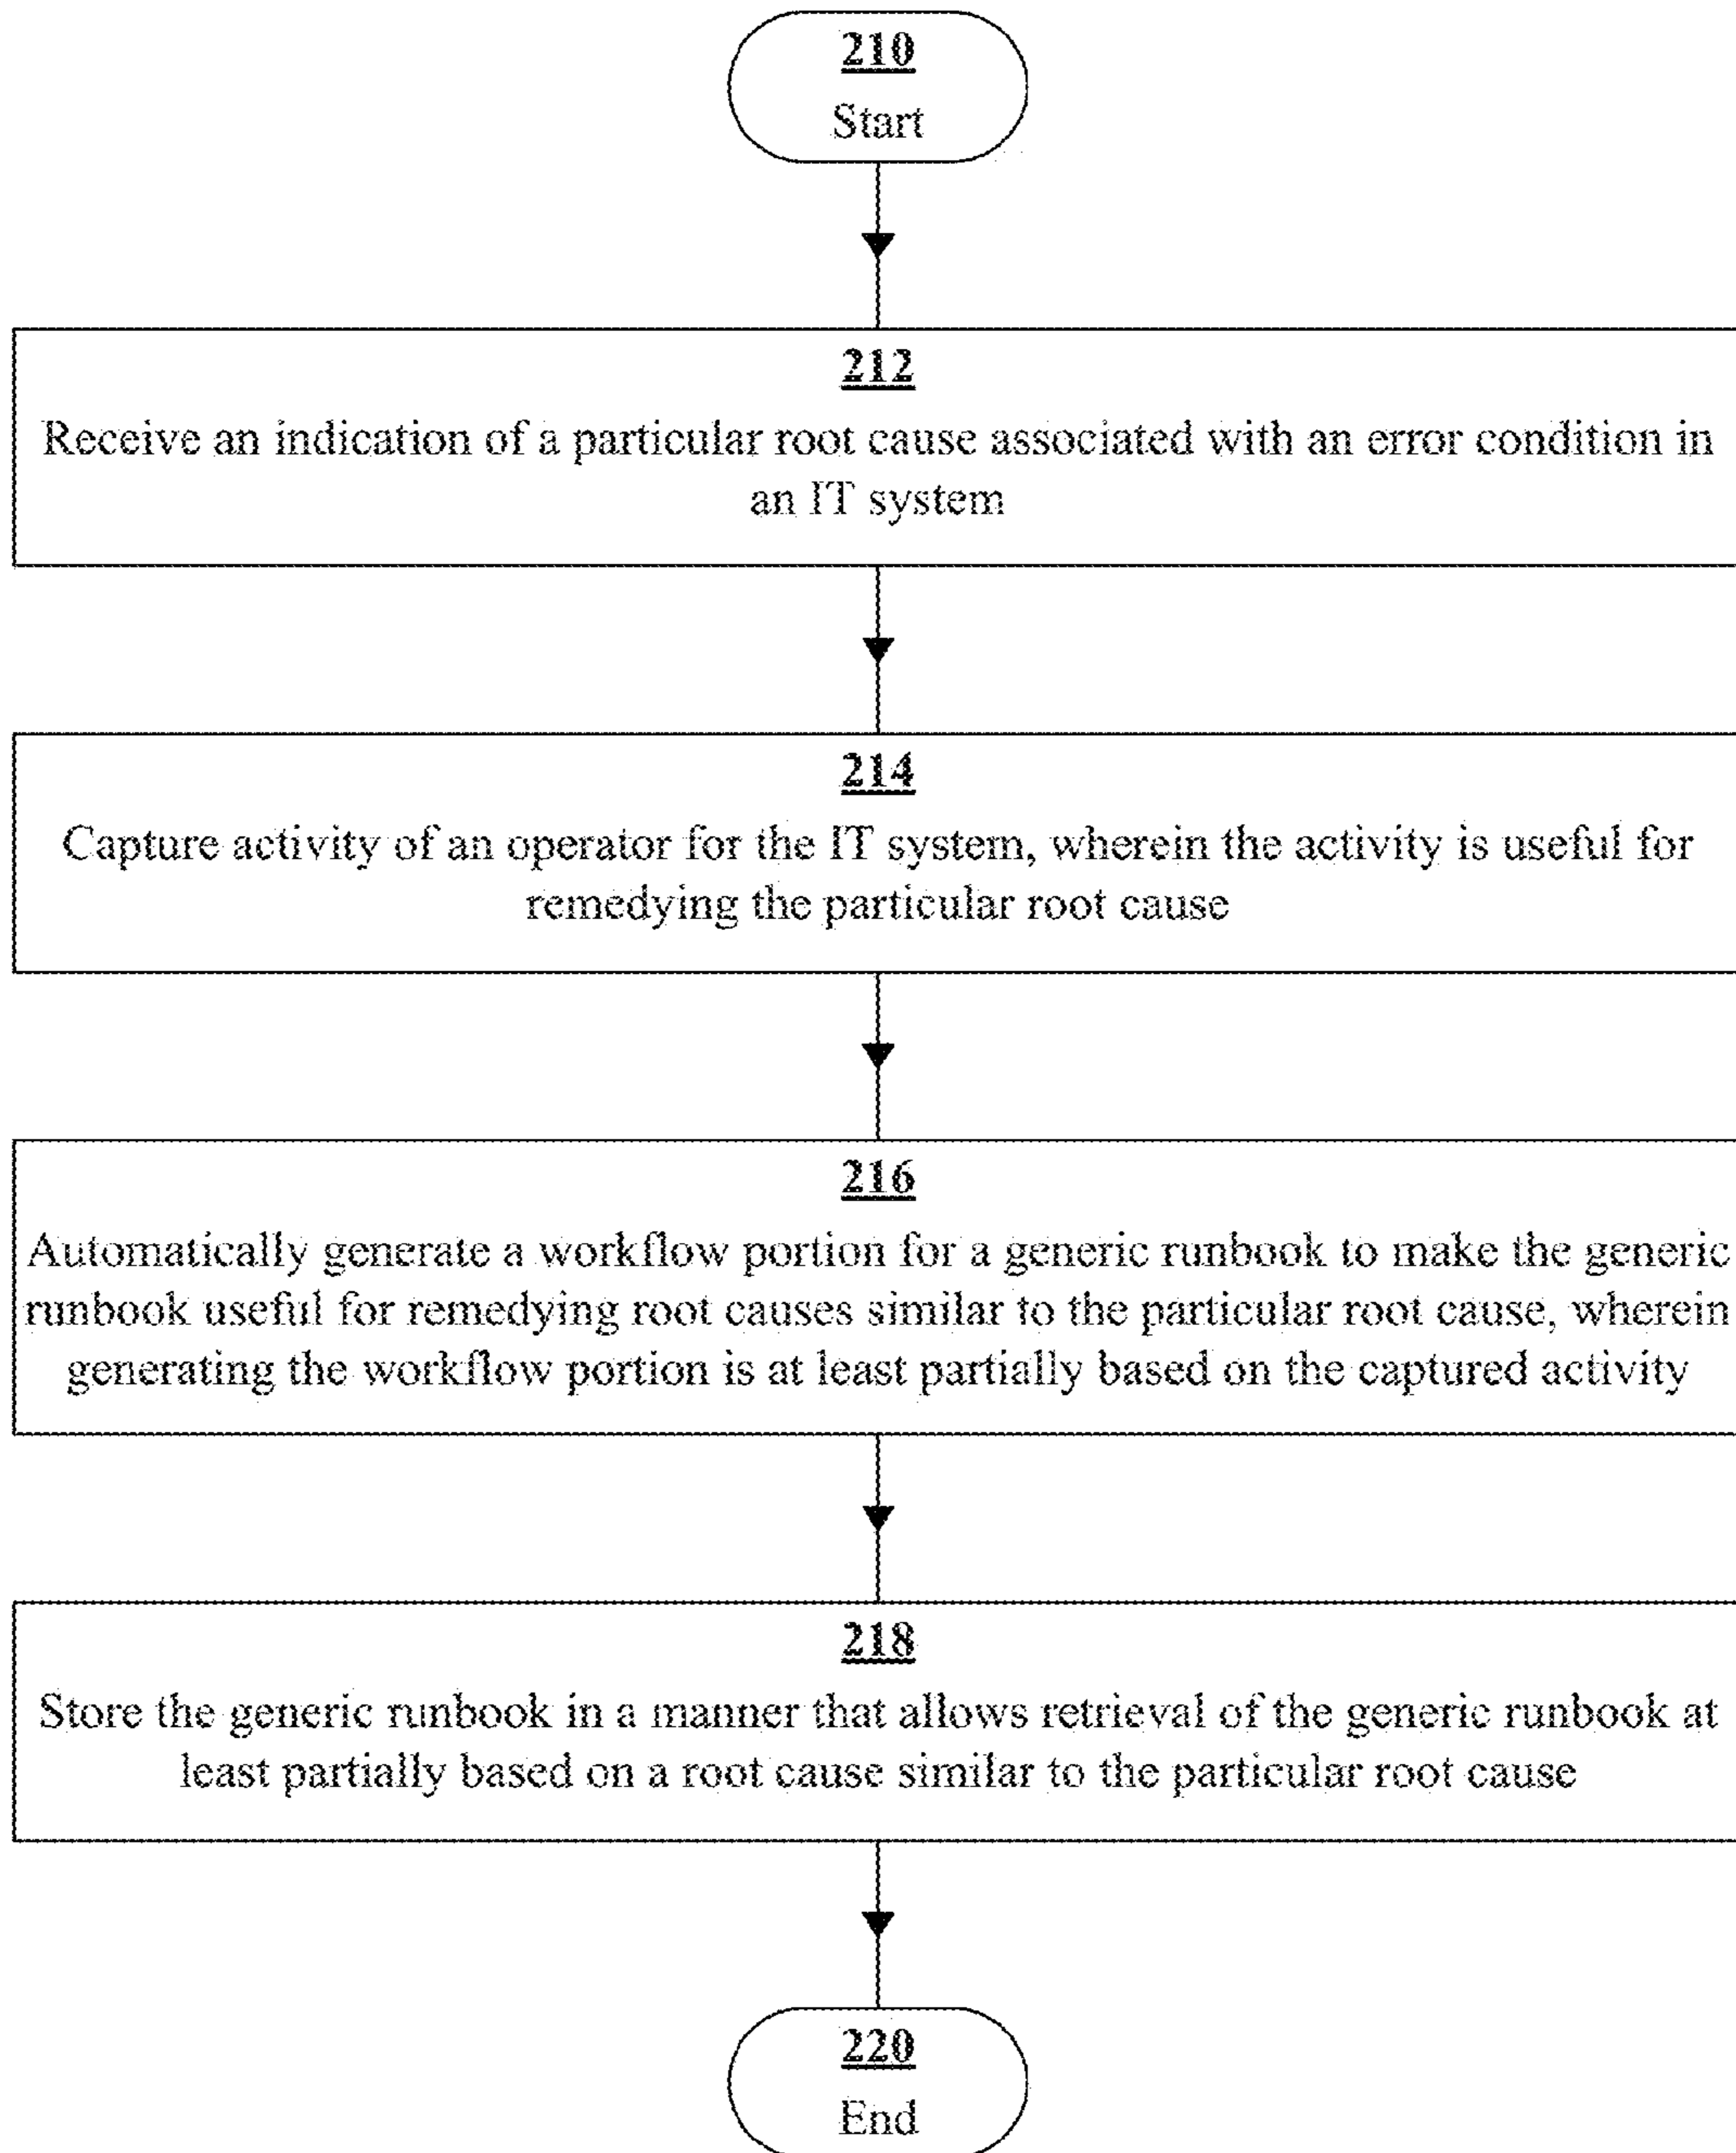 210
Start
212
Receive an indication of a particular root cause associated with an error condition in
an IT system
214
Capture activity of an operator for the IT system, wherein the activity is useful for
remedying the particular root cause
216
Automatically generate a workflow portion for a generic runbook to make the generic
runbook useful for remedying root causes similar to the particular root cause, wherein
generating the workflow portion is at least partially based on the captured activity
218
Store the generic runbook in a manner that allows retrieval of the generic runbook at
least partially based on a root cause similar to the particular root cause
220
End